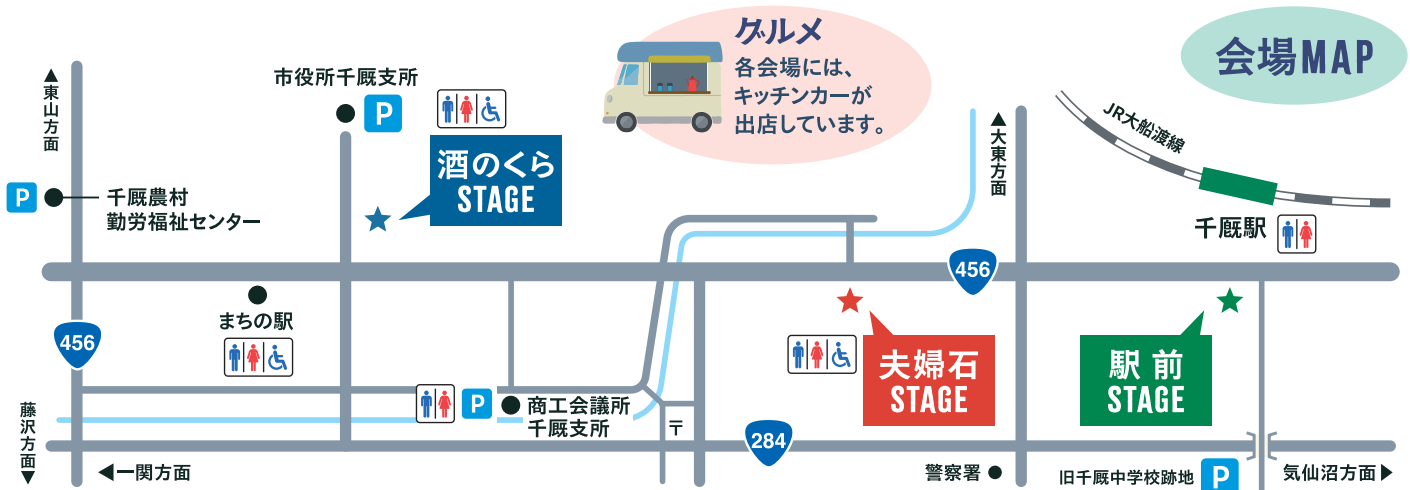 会場MAP
グルメ
各会場には、
キッチンカーが
出店しています。
▲東山方面
市役所千厩支所
P
酒のくら
STAGE
▲大東方面
JR大船渡線
千厩駅
P
千厩農村
勤労福祉センター
456
まちの駅
456
夫婦石
STAGE
駅前
STAGE
藤沢方面▼
P
商工会議所
千厩支所
〒
284
◀一関方面
警察署
旧千厩中学校跡地
P
気仙沼方面▶